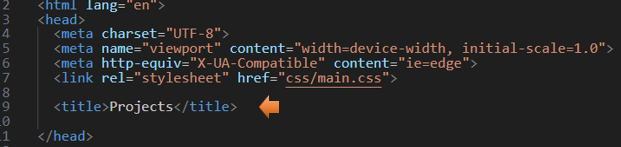 2 <html lang="en">
3 <head>
4 <meta charset="UTF-8">
5 <meta name="viewport" content="width=device-width, initial-scale=1.0">
6 <meta http-equiv="X-UA-Compatible" content="ie=edge">
7 <link rel="stylesheet" href="css/main.css">
8
9 <title>Projects</title>
10
11 </head>